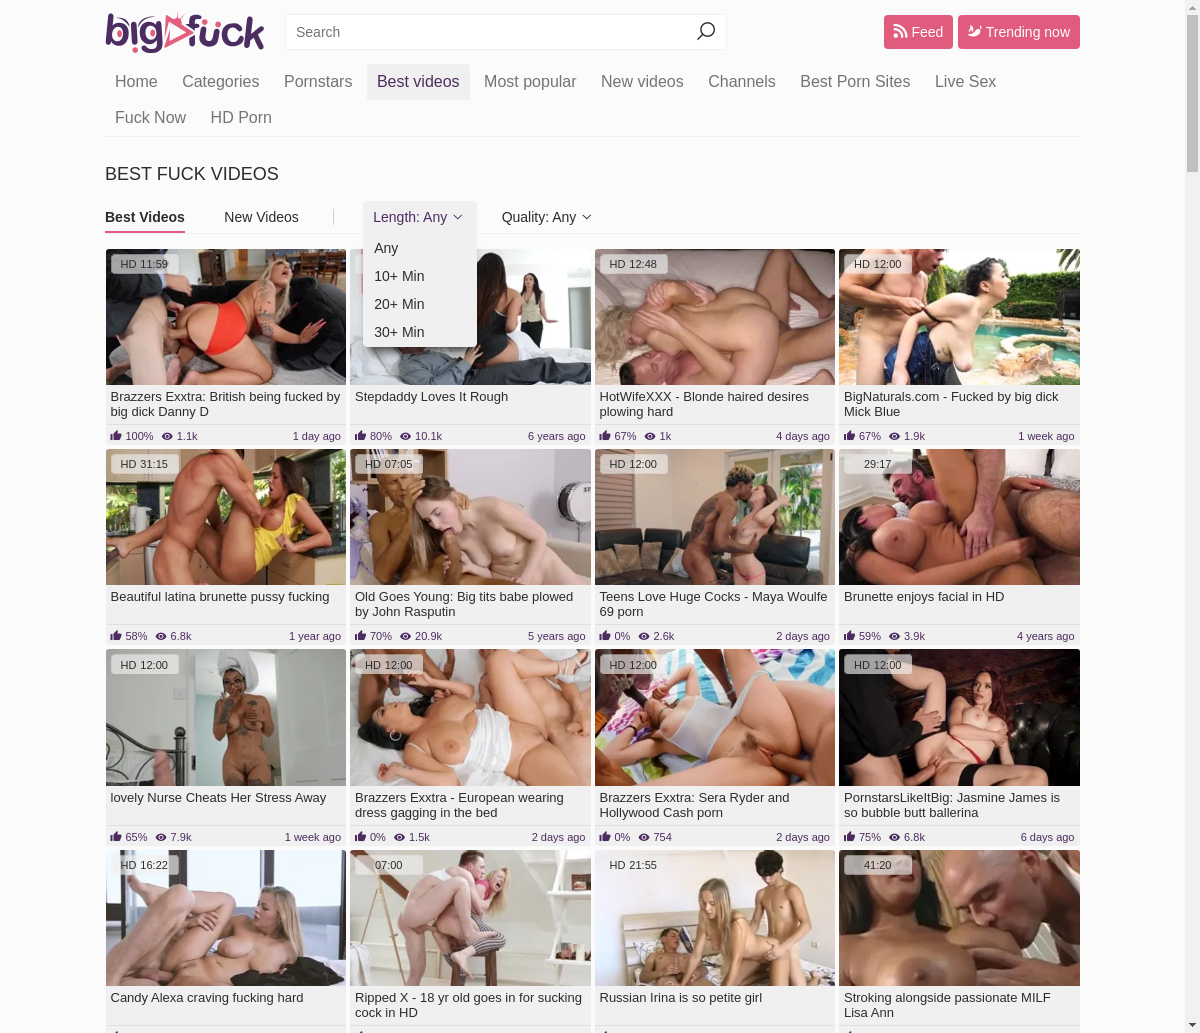 bigfuck
Search
Feed
Trending now
Home Categories Pornstars Best videos Most popular New videos Channels Best Porn Sites Live Sex
Fuck Now HD Porn
BEST FUCK VIDEOS
Best Videos New Videos Length: Any Quality: Any
Any
10+ Min
20+ Min
30+ Min
HD 11:59
Brazzers Exxtra: British being fucked by
big dick Danny D
100% 1.1k 1 day ago
Stepdaddy Loves It Rough
80% 10.1k 6 years ago
HD 12:48
HotWifeXXX - Blonde haired desires
plowing hard
67% 1k 4 days ago
HD 12:00
BigNaturals.com - Fucked by big dick
Mick Blue
67% 1.9k 1 week ago
HD 31:15
Beautiful latina brunette pussy fucking
58% 6.8k 1 year ago
HD 07:05
Old Goes Young: Big tits babe plowed
by John Rasputin
70% 20.9k 5 years ago
HD 12:00
Teens Love Huge Cocks - Maya Woulfe
69 porn
0% 2.6k 2 days ago
29:17
Brunette enjoys facial in HD
59% 3.9k 4 years ago
HD 12:00
lovely Nurse Cheats Her Stress Away
65% 7.9k 1 week ago
HD 12:00
Brazzers Exxtra - European wearing
dress gagging in the bed
0% 1.5k 2 days ago
HD 12:00
Brazzers Exxtra: Sera Ryder and
Hollywood Cash porn
0% 754 2 days ago
HD 12:00
PornstarsLikeItBig: Jasmine James is
so bubble butt ballerina
75% 6.8k 6 days ago
HD 16:22
Candy Alexa craving fucking hard
07:00
Ripped X - 18 yr old goes in for sucking
cock in HD
HD 21:55
Russian Irina is so petite girl
41:20
Stroking alongside passionate MILF
Lisa Ann